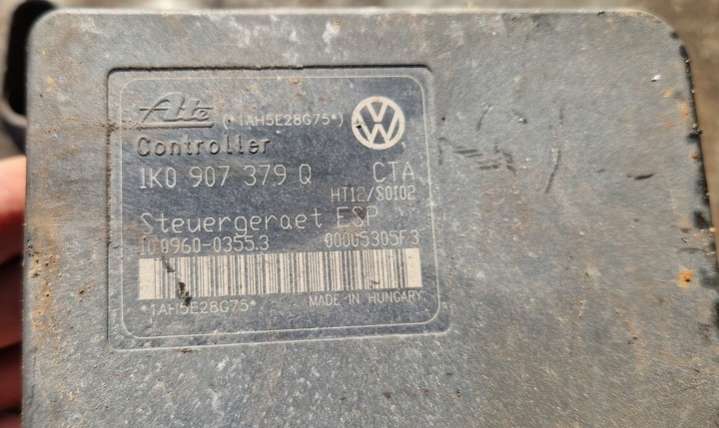 Ate (*1AH5E28G75*)
Controller
1K0 907 379 Q CTA
HT12/S0I02
Steuergeraet ESP
10.0960-0355.3 00005305F3
*1AH5E28G75*
MADE IN HUNGARY